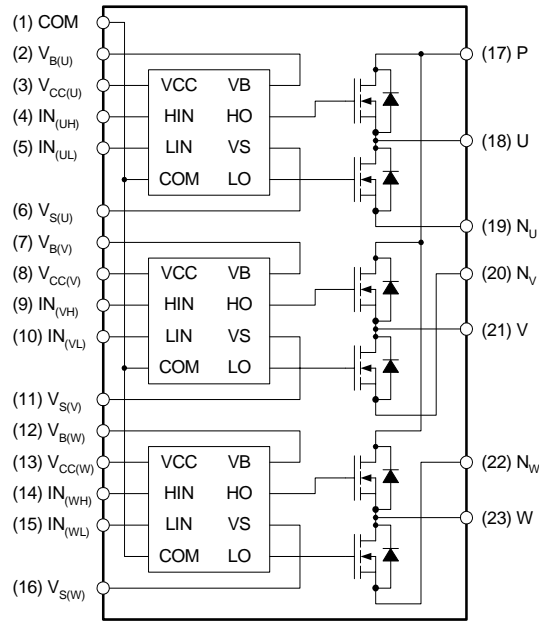 (1) COM
(2) VB(U)
(3) VCC(U)
(4) IN(UH)
(5) IN(UL)
(6) VS(U)
(7) VB(V)
(8) VCC(V)
(9) IN(VH)
(10) IN(VL)
(11) VS(V)
(12) VB(W)
(13) VCC(W)
(14) IN(WH)
(15) IN(WL)
(16) VS(W)
VCC VB
HIN HO
LIN VS
COM LO
VCC VB
HIN HO
LIN VS
COM LO
VCC VB
HIN HO
LIN VS
COM LO
(17) P
(18) U
(19) NU
(20) NV
(21) V
(22) NW
(23) W